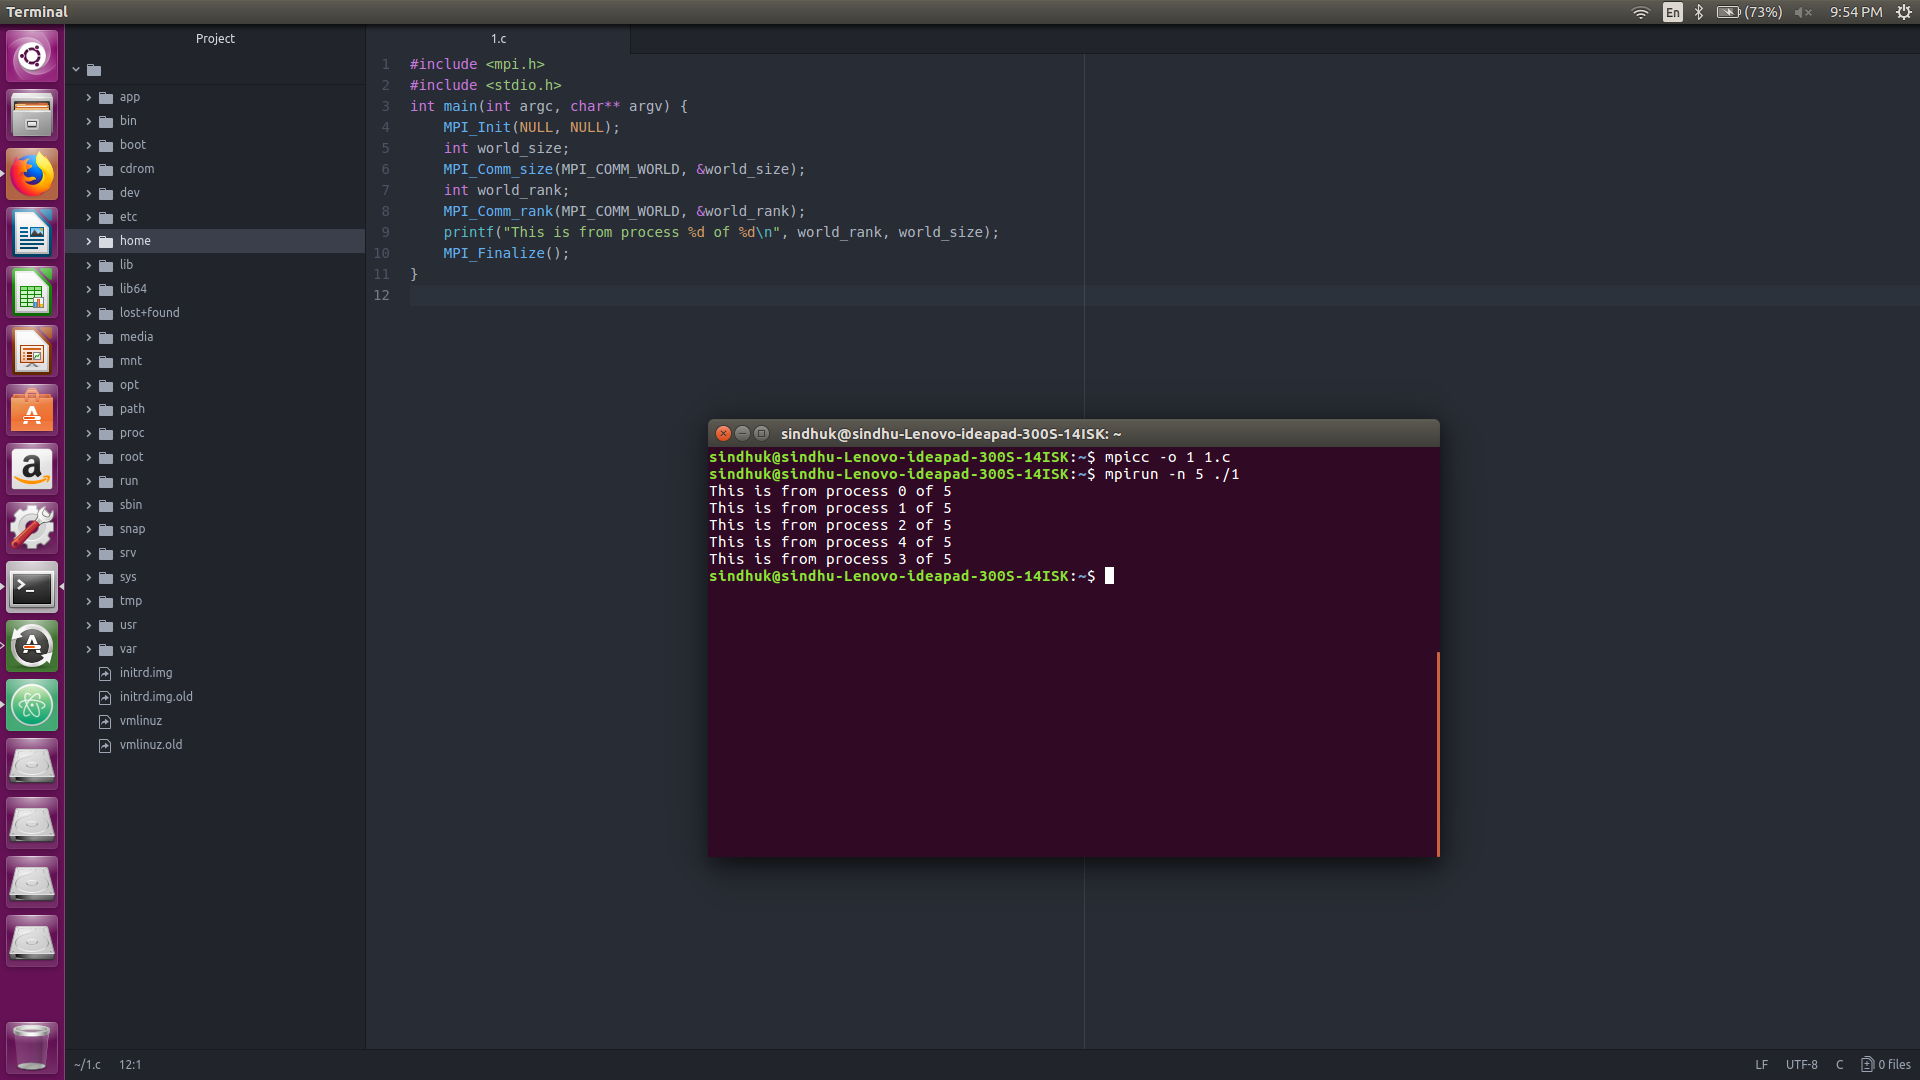 Terminal
En
(73%)
9:54 PM
Project
1.c
app
bin
boot
cdrom
dev
etc
home
lib
lib64
lost+found
media
mnt
opt
path
proc
root
run
sbin
snap
srv
sys
tmp
usr
var
initrd.img
initrd.img.old
vmlinuz
vmlinuz.old
1 #include <mpi.h>
2 #include <stdio.h>
3 int main(int argc, char** argv) {
4     MPI_Init(NULL, NULL);
5     int world_size;
6     MPI_Comm_size(MPI_COMM_WORLD, &world_size);
7     int world_rank;
8     MPI_Comm_rank(MPI_COMM_WORLD, &world_rank);
9     printf("This is from process %d of %d\n", world_rank, world_size);
10     MPI_Finalize();
11 }
12
sindhuk@sindhu-Lenovo-ideapad-300S-14ISK: ~
sindhuk@sindhu-Lenovo-ideapad-300S-14ISK:~$ mpicc -o 1 1.c
sindhuk@sindhu-Lenovo-ideapad-300S-14ISK:~$ mpirun -n 5 ./1
This is from process 0 of 5
This is from process 1 of 5
This is from process 2 of 5
This is from process 4 of 5
This is from process 3 of 5
sindhuk@sindhu-Lenovo-ideapad-300S-14ISK:~$
~/1.c 12:1
LF UTF-8 C 0 files